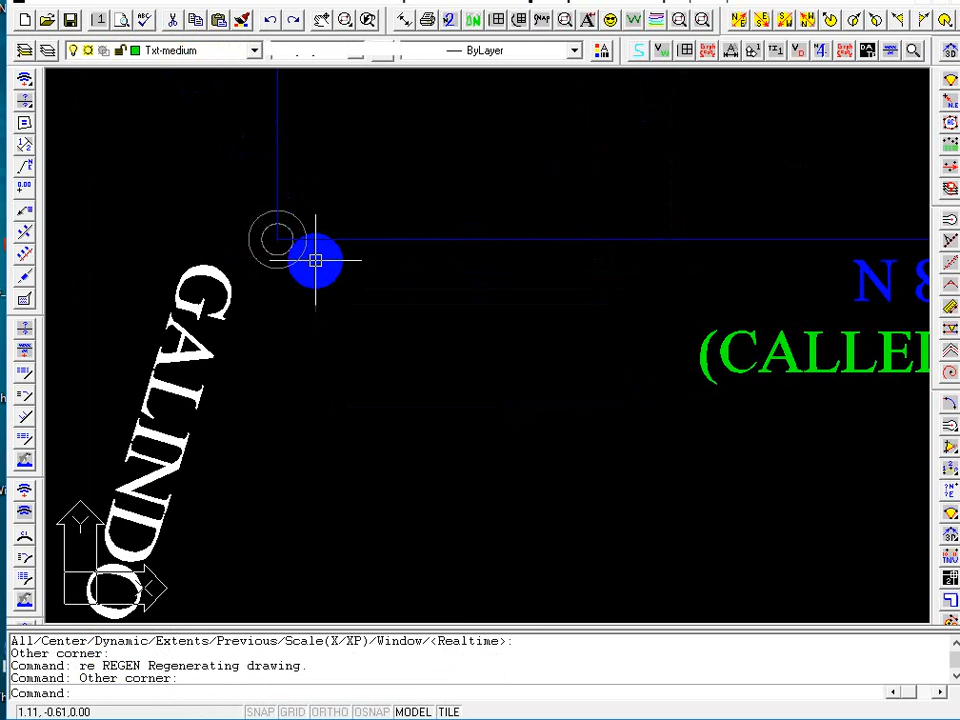 Txt-medium
ByLayer
N 8
(CALLED
GALINDO
All/Center/Dynamic/Extents/Previous/Scale(X/XP)/Window/<Realtime>:
Other corner:
Command: re REGEN Regenerating drawing.
Command: Other corner:
Command:
1.11, -0.61,0.00 SNAP GRID ORTHO OSNAP MODEL TILE